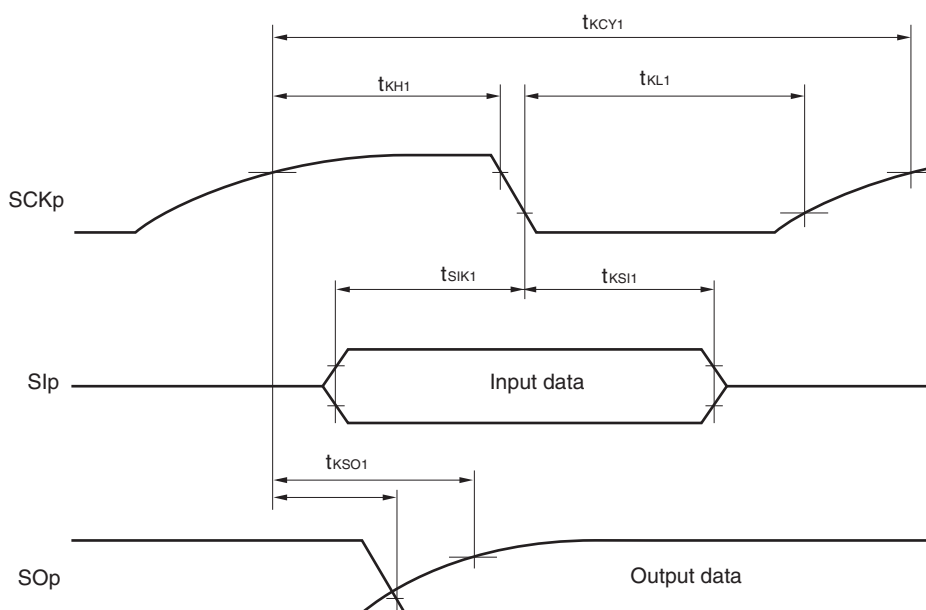 tKCY1
tKH1
tKL1
SCKp
tSIK1
tKSI1
SIp
Input data
tKSO1
SOp
Output data